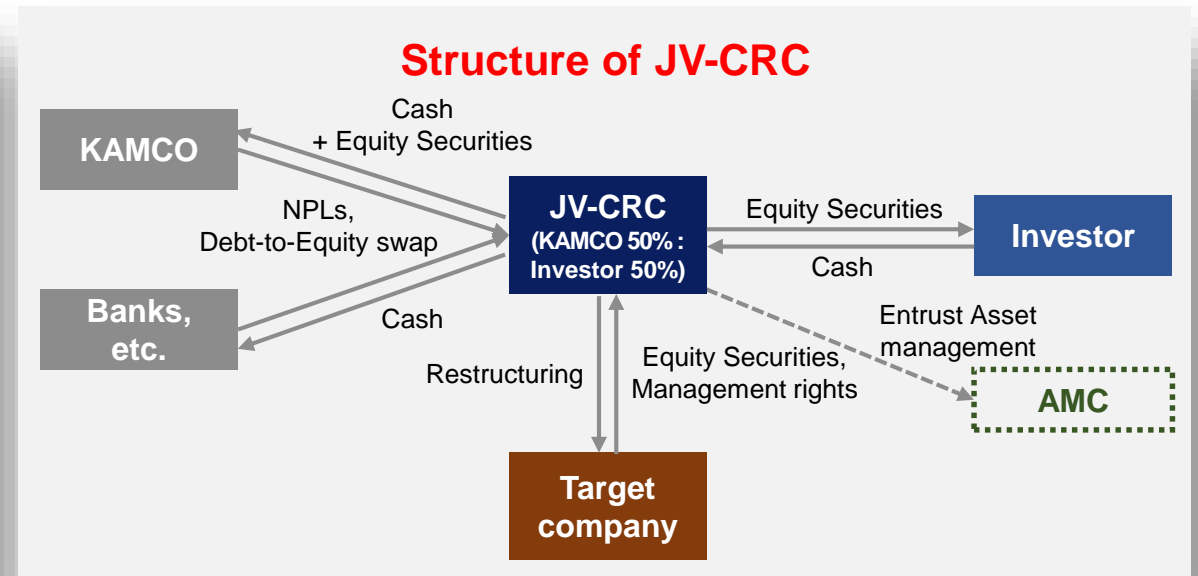 Structure of JV-CRC
Cash
+ Equity Securities
KAMCO
NPLs,
Debt-to-Equity swap
JV-CRC
(KAMCO 50% :
Investor 50%)
Equity Securities
Investor
Cash
Banks,
etc.
Cash
Restructuring
Equity Securities,
Management rights
Entrust Asset
management
AMC
Target
company